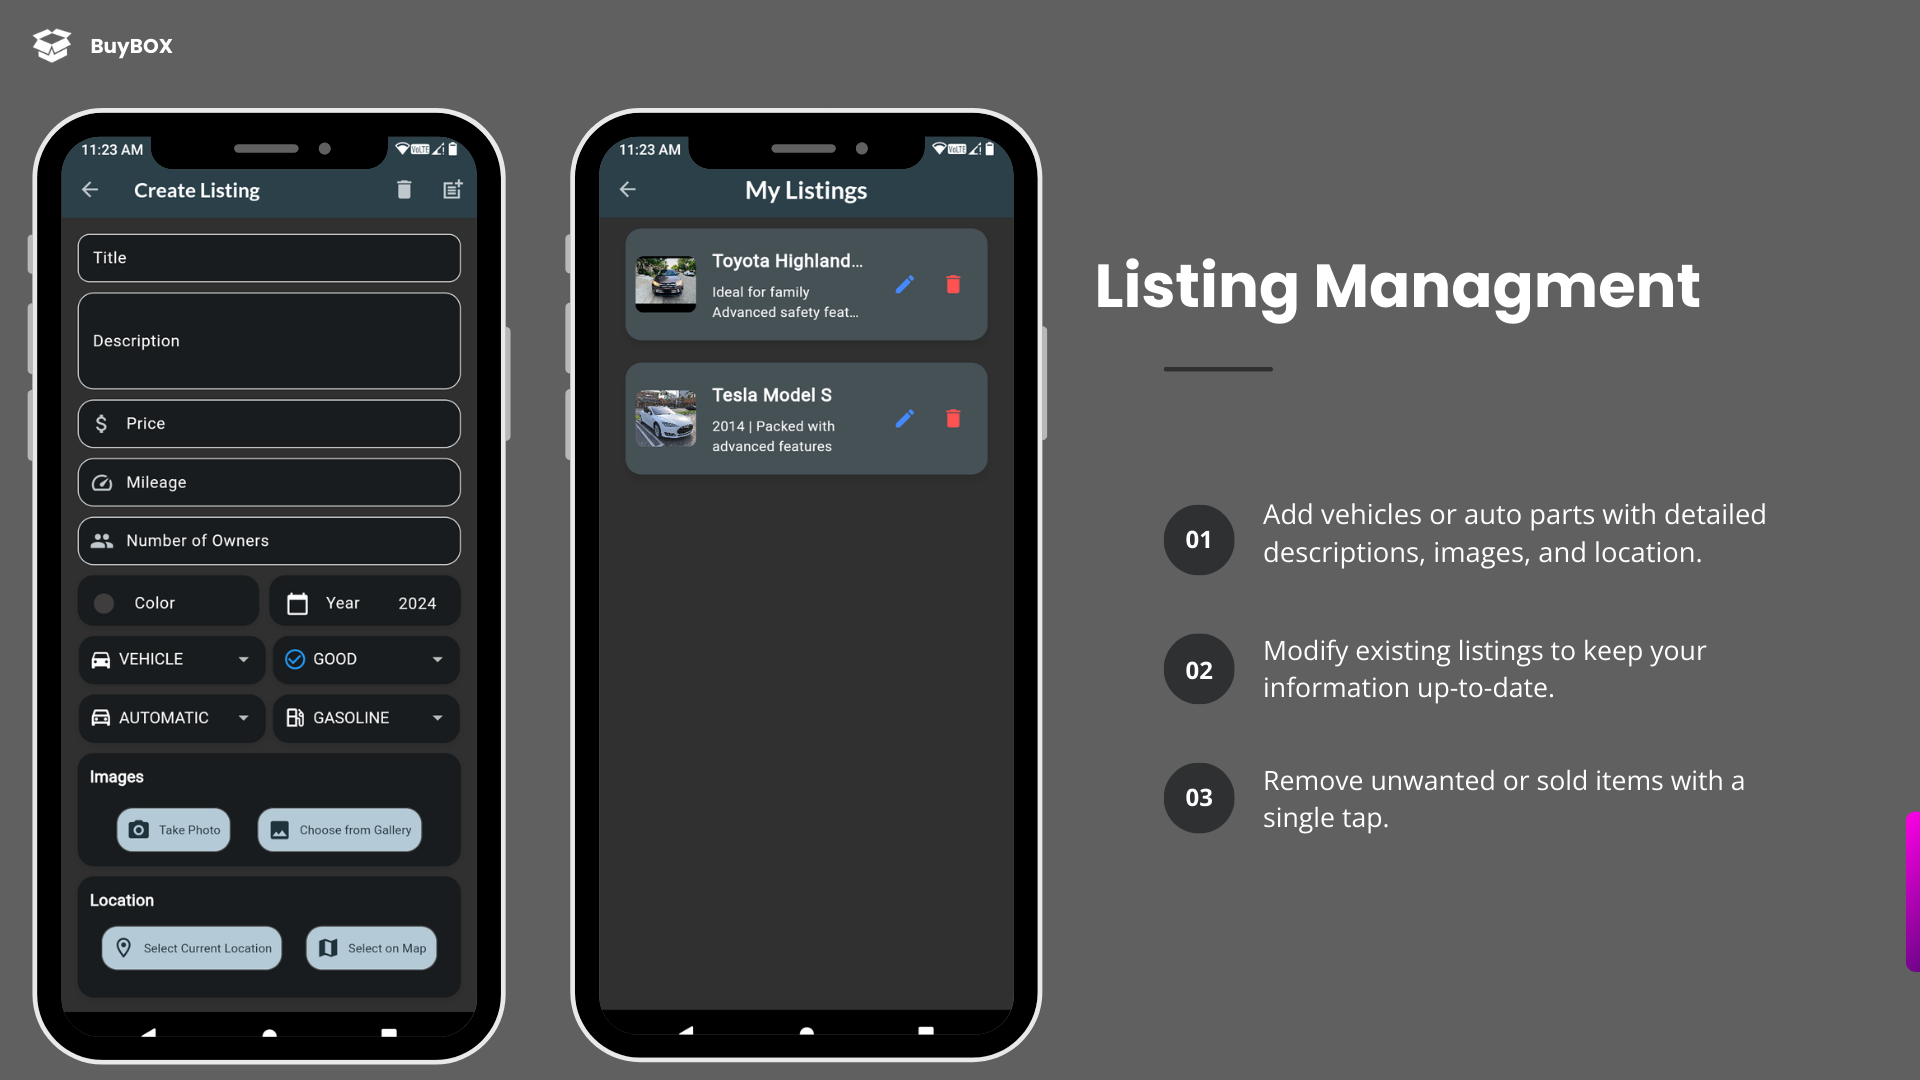 BuyBOX
11:23 AM
VoLTE
Create Listing
Title
Description
Price
Mileage
Number of Owners
Color
Year 2024
VEHICLE
GOOD
AUTOMATIC
GASOLINE
Images
Take Photo
Choose from Gallery
Location
Select Current Location
Select on Map
11:23 AM
VoLTE
My Listings
Toyota Highland...
Ideal for family
Advanced safety feat...
Tesla Model S
2014 | Packed with
advanced features
Listing Managment
01
Add vehicles or auto parts with detailed
descriptions, images, and location.
02
Modify existing listings to keep your
information up-to-date.
03
Remove unwanted or sold items with a
single tap.